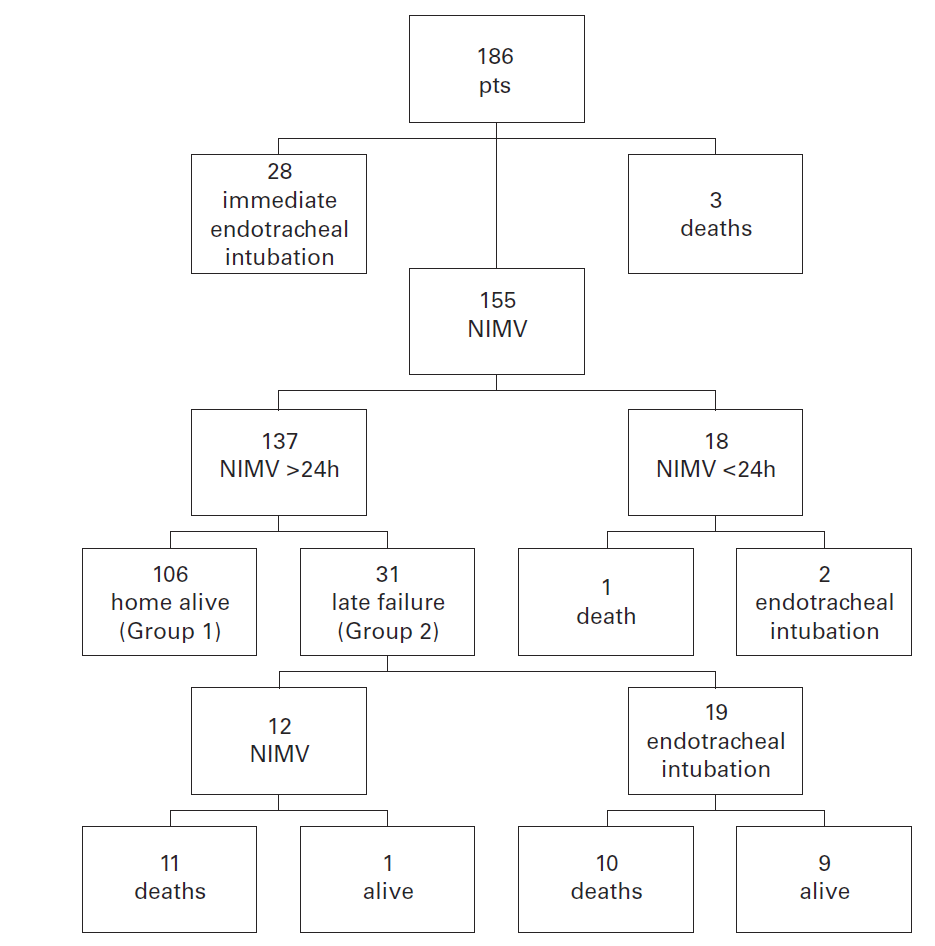 186
pts
28
immediate
endotracheal
intubation
3
deaths
155
NIMV
137
NIMV >24h
18
NIMV <24h
106
home alive
(Group 1)
31
late failure
(Group 2)
1
death
2
endotracheal
intubation
12
NIMV
19
endotracheal
intubation
11
deaths
1
alive
10
deaths
9
alive